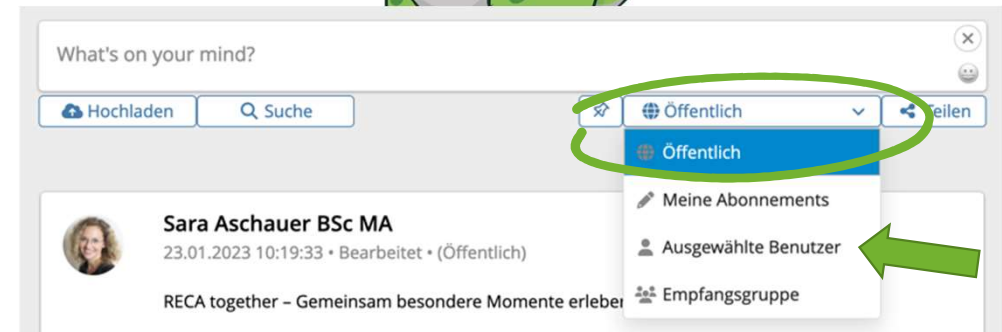 What's on your mind?
Hochladen
Suche
Öffentlich
Teilen
Öffentlich
Meine Abonnements
Ausgewählte Benutzer
Empfangsgruppe
Sara Aschauer BSc MA
23.01.2023 10:19:33 • Bearbeitet • (Öffentlich)
RECA together – Gemeinsam besondere Momente erleben